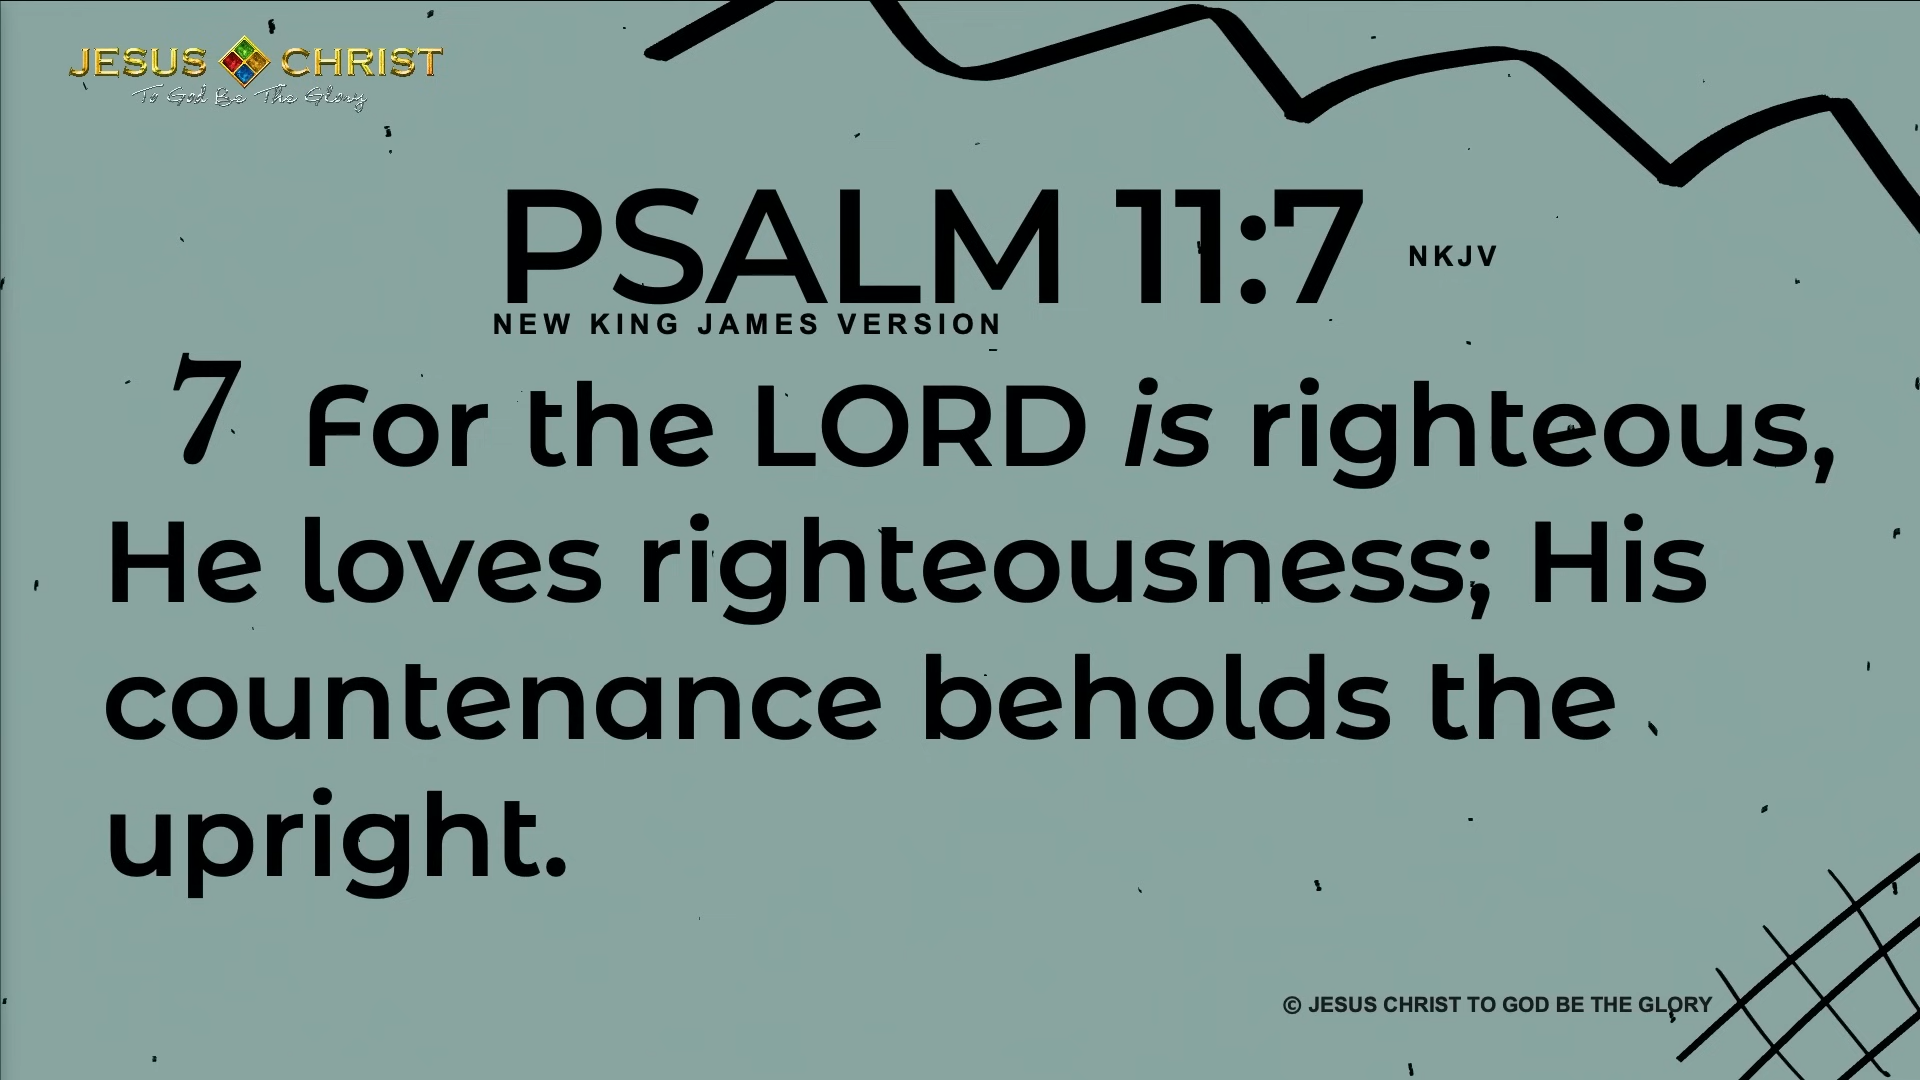 JESUS CHRIST
To God Be The Glory
PSALM 11:7 NKJV
NEW KING JAMES VERSION
7 For the LORD is righteous,
He loves righteousness; His
countenance beholds the
upright.
© JESUS CHRIST TO GOD BE THE GLORY